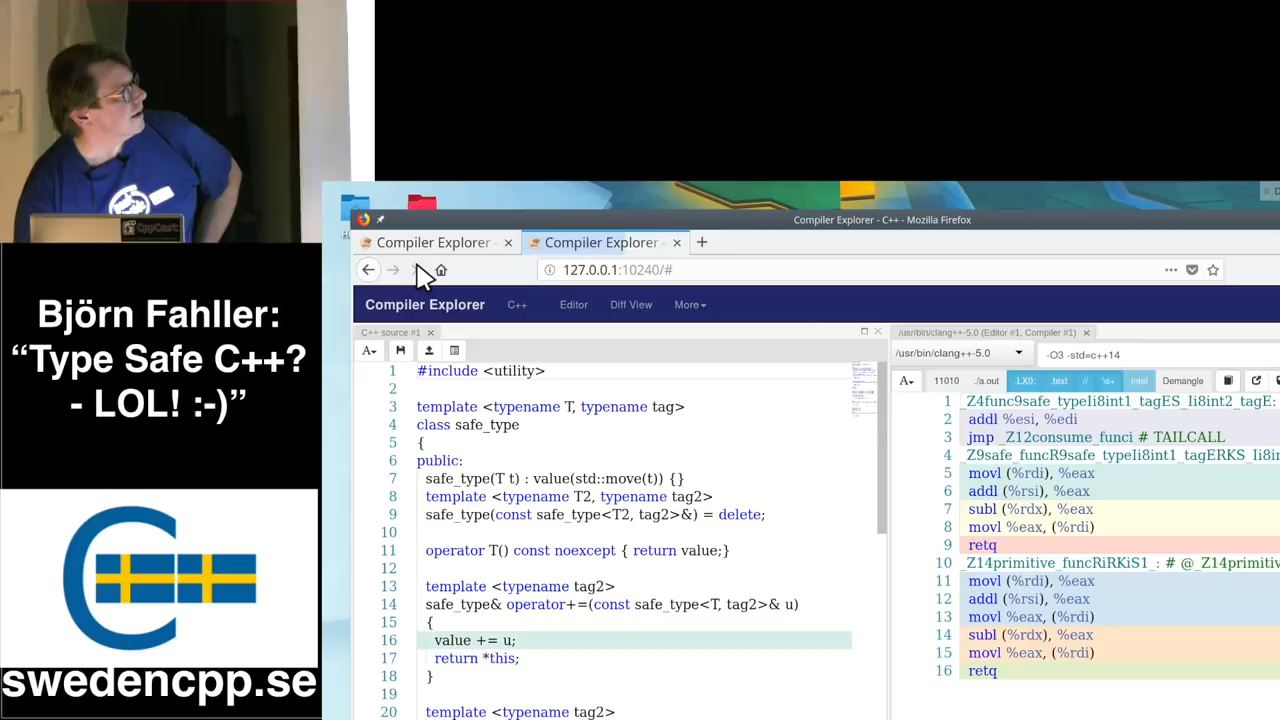 CppCast
Björn Fahller:
“Type Safe C++?
- LOL! :-)”
swedencpp.se
Compiler Explorer - C++ - Mozilla Firefox
Compiler Explorer - Compiler Explorer -
127.0.0.1:10240/#
Compiler Explorer C++ Editor Diff View More
C++ source #1
A
1 #include <utility>
2
3 template <typename T, typename tag>
4 class safe_type
5 {
6 public:
7 safe_type(T t) : value(std::move(t)) {}
8 template <typename T2, typename tag2>
9 safe_type(const safe_type<T2, tag2>&) = delete;
10
11 operator T() const noexcept { return value;}
12
13 template <typename tag2>
14 safe_type& operator+=(const safe_type<T, tag2>& u)
15 {
16 value += u;
17 return *this;
18 }
19
20 template <typename tag2>
/usr/bin/clang++-5.0 (Editor #1, Compiler #1)
/usr/bin/clang++-5.0 -O3 -std=c++14
A 11010 ./a.out .LX0: .text // \s+ Intel Demangle
1 _Z4func9safe_typeIi8int1_tagES_Ii8int2_tagE:
2 addl %esi, %edi
3 jmp _Z12consume_funci # TAILCALL
4 _Z9safe_funcR9safe_typeIi8int1_tagERKS_Ii8in
5 movl (%rdi), %eax
6 addl (%rsi), %eax
7 subl (%rdx), %eax
8 movl %eax, (%rdi)
9 retq
10 _Z14primitive_funcRiRKiS1_: # @_Z14primitiv
11 movl (%rdi), %eax
12 addl (%rsi), %eax
13 movl %eax, (%rdi)
14 subl (%rdx), %eax
15 movl %eax, (%rdi)
16 retq